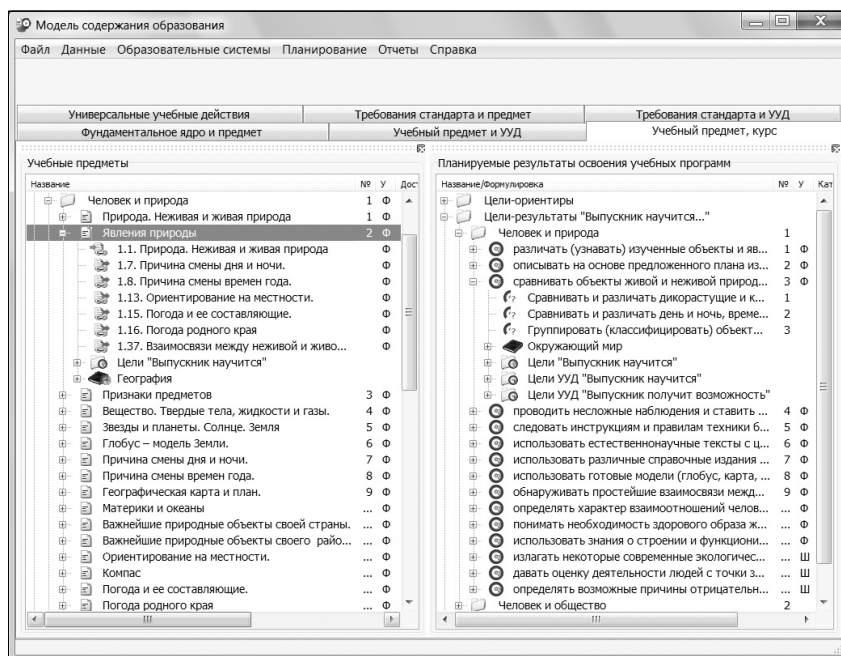 Модель содержания образования
Файл Данные Образовательные системы Планирование Отчеты Справка
Универсальные учебные действия Требования стандарта и предмет Требования стандарта и УУД
Фундаментальное ядро и предмет Учебный предмет и УУД Учебный предмет, курс
Учебные предметы
Название № У Дост
Человек и природа 1 Ф
Природа. Неживая и живая природа 1 Ф
Явления природы 2 Ф
1.1. Природа. Неживая и живая природа Ф
1.7. Причина смены дня и ночи. Ф
1.8. Причина смены времен года. Ф
1.13. Ориентирование на местности. Ф
1.15. Погода и ее составляющие. Ф
1.16. Погода родного края Ф
1.37. Взаимосвязи между неживой и живо... Ф
Цели "Выпускник научится"
География
Признаки предметов 3 Ф
Вещество. Твердые тела, жидкости и газы. 4 Ф
Звезды и планеты. Солнце. Земля 5 Ф
Глобус – модель Земли. 6 Ф
Причина смены дня и ночи. 7 Ф
Причина смены времен года. 8 Ф
Географическая карта и план. 9 Ф
Материки и океаны ... Ф
Важнейшие природные объекты своей страны. ... Ф
Важнейшие природные объекты своего райо... ... Ф
Ориентирование на местности. ... Ф
Компас ... Ф
Погода и ее составляющие. ... Ф
Погода родного края ... Ф
Планируемые результаты освоения учебных программ
Название/Формулировка № У Кат
Цели-ориентиры
Цели-результаты "Выпускник научится..."
Человек и природа 1
различать (узнавать) изученные объекты и яв... 1 Ф
описывать на основе предложенного плана из... 2 Ф
сравнивать объекты живой и неживой природ... 3 Ф
Сравнивать и различать дикорастущие и к... 1
Сравнивать и различать день и ночь, време... 2
Группировать (классифицировать) объект... 3
Окружающий мир
Цели "Выпускник научится"
Цели УУД "Выпускник научится"
Цели УУД "Выпускник получит возможность"
проводить несложные наблюдения и ставить ... 4 Ф
следовать инструкциям и правилам техники б... 5 Ф
использовать естественнонаучные тексты с ц... 6 Ф
использовать различные справочные издания ... 7 Ф
использовать готовые модели (глобус, карта, ... 8 Ф
обнаруживать простейшие взаимосвязи межд... 9 Ф
определять характер взаимоотношений челов... ... Ф
понимать необходимость здорового образа ж... ... Ф
использовать знания о строении и функциони... ... Ф
излагать некоторые современные экологичес... ... Ш
давать оценку деятельности людей с точки з... ... Ш
определять возможные причины отрицательн... ... Ш
Человек и общество 2